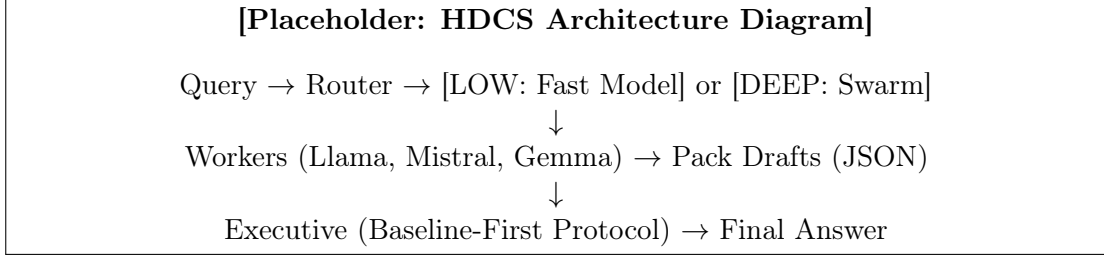 [Placeholder: HDCS Architecture Diagram]
Query → Router → [LOW: Fast Model] or [DEEP: Swarm]
↓
Workers (Llama, Mistral, Gemma) → Pack Drafts (JSON)
↓
Executive (Baseline-First Protocol) → Final Answer